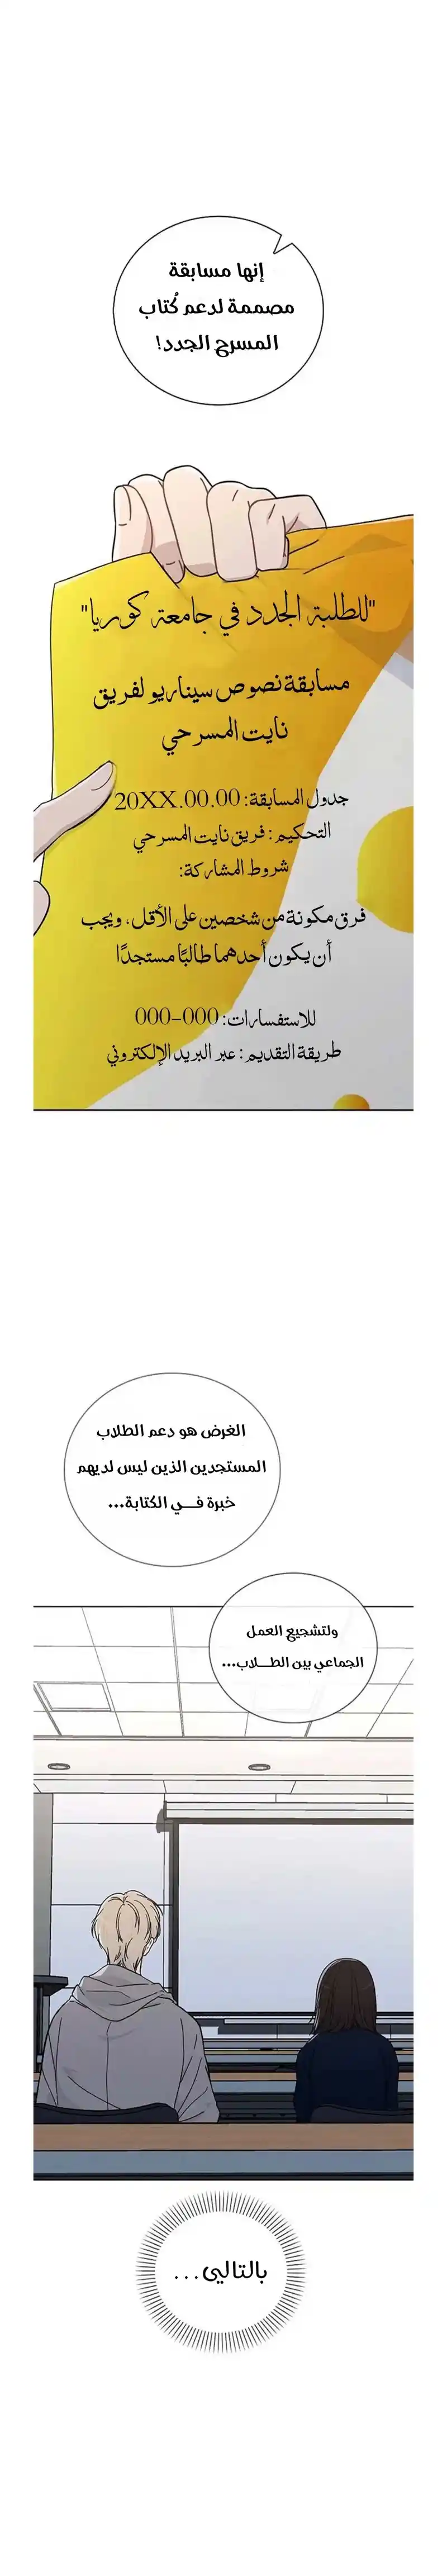 إنها مسابقة
مصممة لدعم كُتاب
المسرح الجدد!
"للطلبة الجدد في جامعة كوريا"
مسابقة نصوص سيناريو لفريق
نايت المسرحي
جدول المسابقة: 20XX.00.00
التحكيم: فريق نايت المسرحي
شروط المشاركة:
فرق مكونة من شخصين على الأقل، ويجب
أن يكون أحدهما طالبًا مستجدًا
للاستفسارات: 000-000
طريقة التقديم: عبر البريد الإلكتروني
الغرض هو دعم الطلاب
المستجدين الذين ليس لديهم
خبرة فـــي الكتابة...
ولتشجيع العمل
الجماعي بين الطـــلاب...
بالتالي...